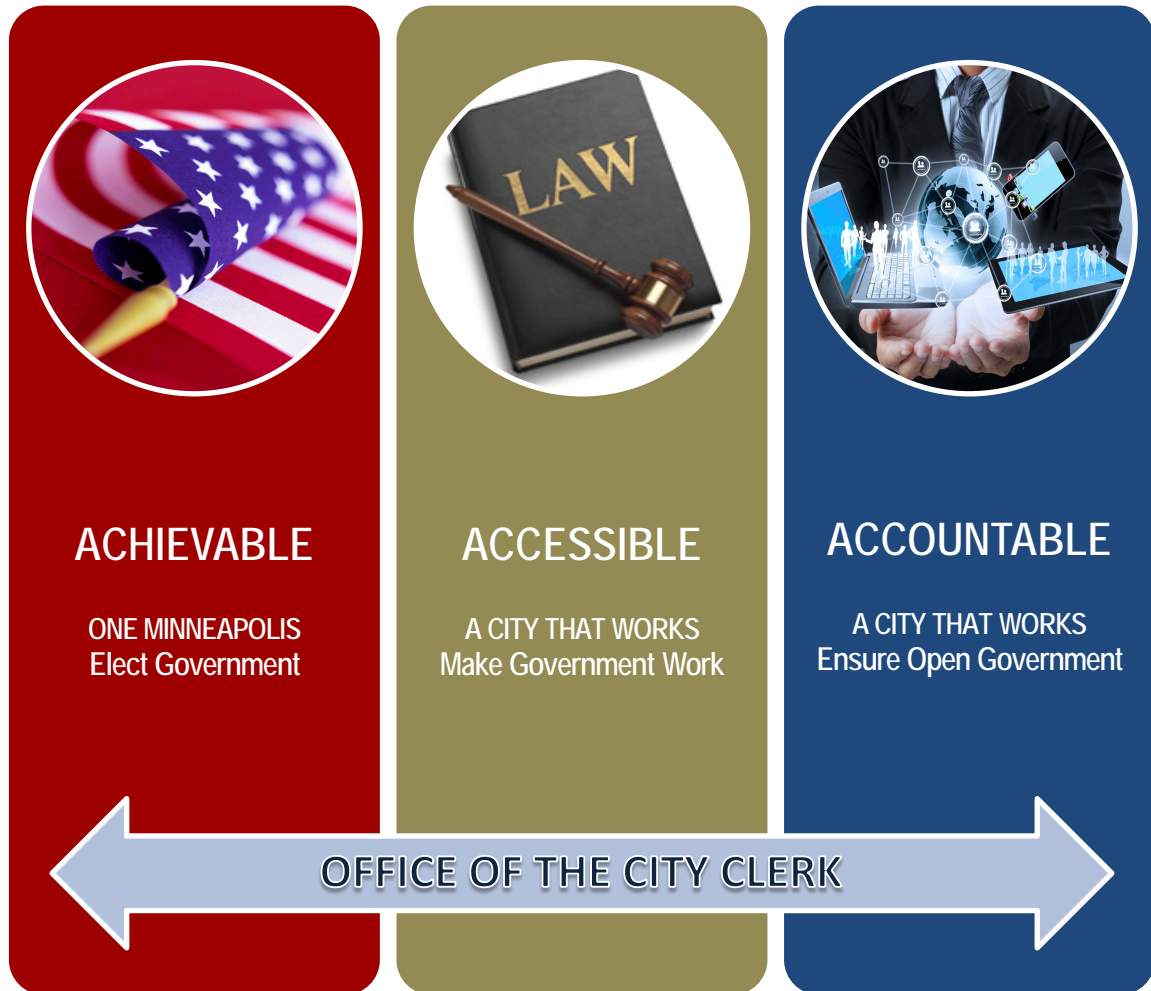 LAW
ACHIEVABLE
ONE MINNEAPOLIS
Elect Government
ACCESSIBLE
A CITY THAT WORKS
Make Government Work
ACCOUNTABLE
A CITY THAT WORKS
Ensure Open Government
OFFICE OF THE CITY CLERK